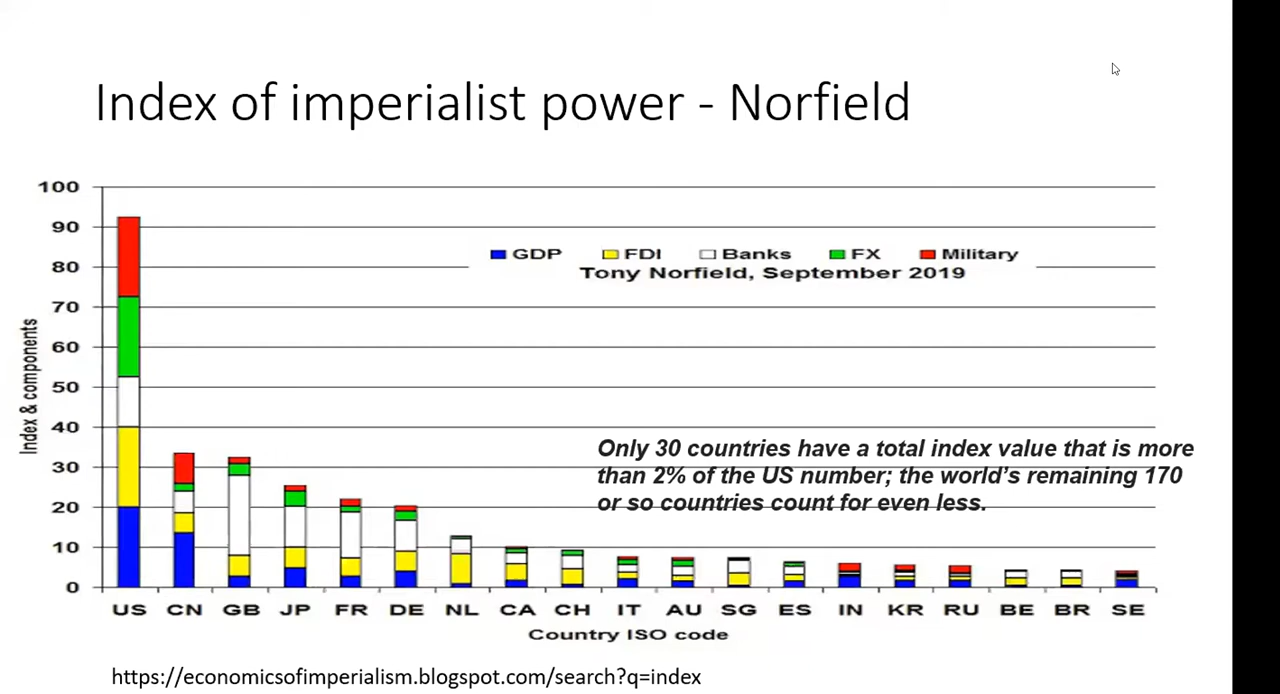 Index of imperialist power - Norfield
100
90
GDP FDI Banks FX Military
80
Tony Norfield, September 2019
70
60
50
40
30
20
10
0
Index & components
Only 30 countries have a total index value that is more
than 2% of the US number; the world's remaining 170
or so countries count for even less.
US CN GB JP FR DE NL CA CH IT AU SG ES IN KR RU BE BR SE
Country ISO code
https://economicsofimperialism.blogspot.com/search?q=index